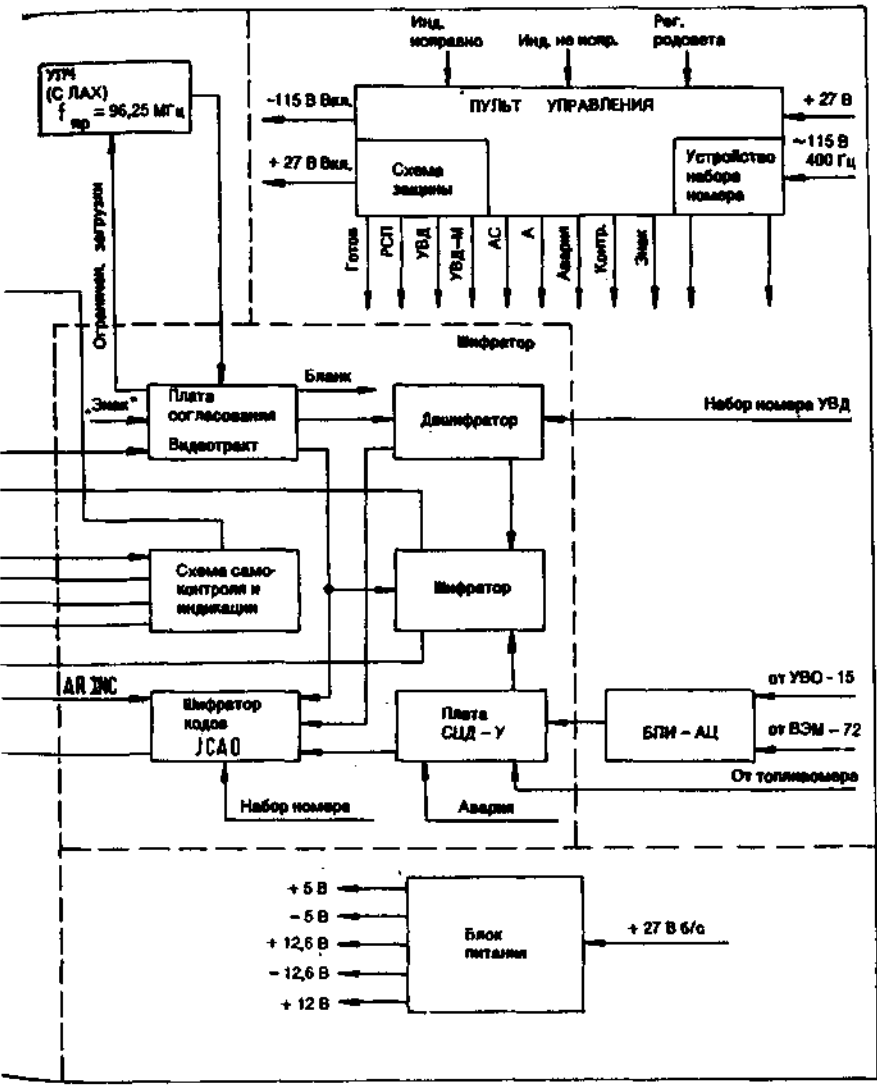 УПЧ
(С ЛАХ)
f пр = 96,25 МГц
Ограничен. загрузки
Инд.
исправно
Инд. не испр.
Рег.
родсвета
ПУЛЬТ УПРАВЛЕНИЯ
~115 В Вкл.
+ 27 В Вкл.
Схема
защины
Устройство
набора
номера
+ 27 В
~115 В
400 Гц
Готов
РСП
УВД
УВД–М
АС
А
Авария
Контр.
Знак
Шифратор
„Знак"
Плата
согласования
Видеотракт
Бланк
Дешифратор
Набор номера УВД
Схема само-
контроля и
индикации
Шифратор
ARINC
Шифратор
кодов
JCAO
Плата
СЦД – У
БПИ – АЦ
от УВО - 15
от ВЭМ – 72
От топливомера
Набор номера
Авария
+ 5 В
– 5 В
+ 12,6 В
– 12,6 В
+ 12 В
Блок
питания
+ 27 В б/с